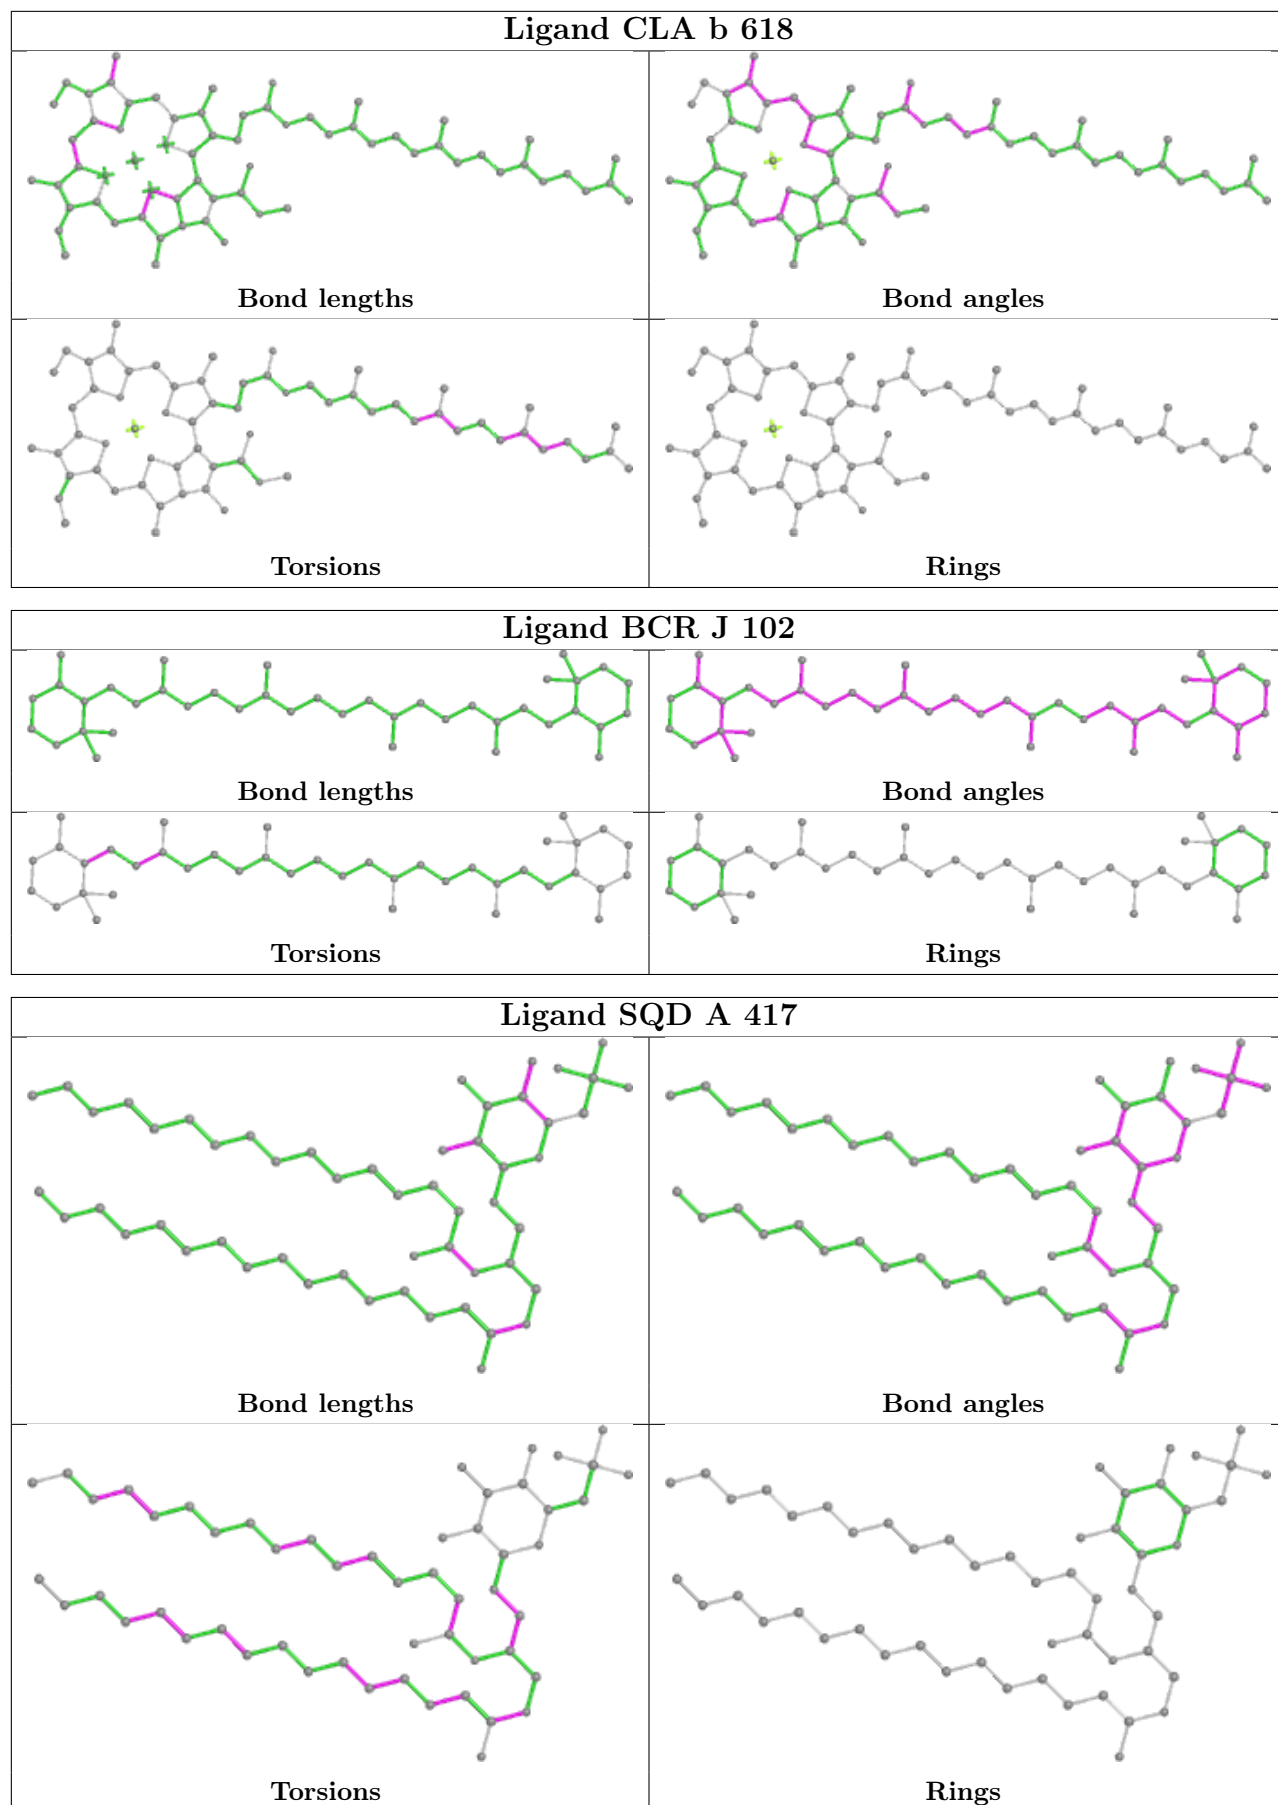 Ligand CLA b 618
Bond lengths
Bond angles
Torsions
Rings
Ligand BCR J 102
Bond lengths
Bond angles
Torsions
Rings
Ligand SQD A 417
Bond lengths
Bond angles
Torsions
Rings